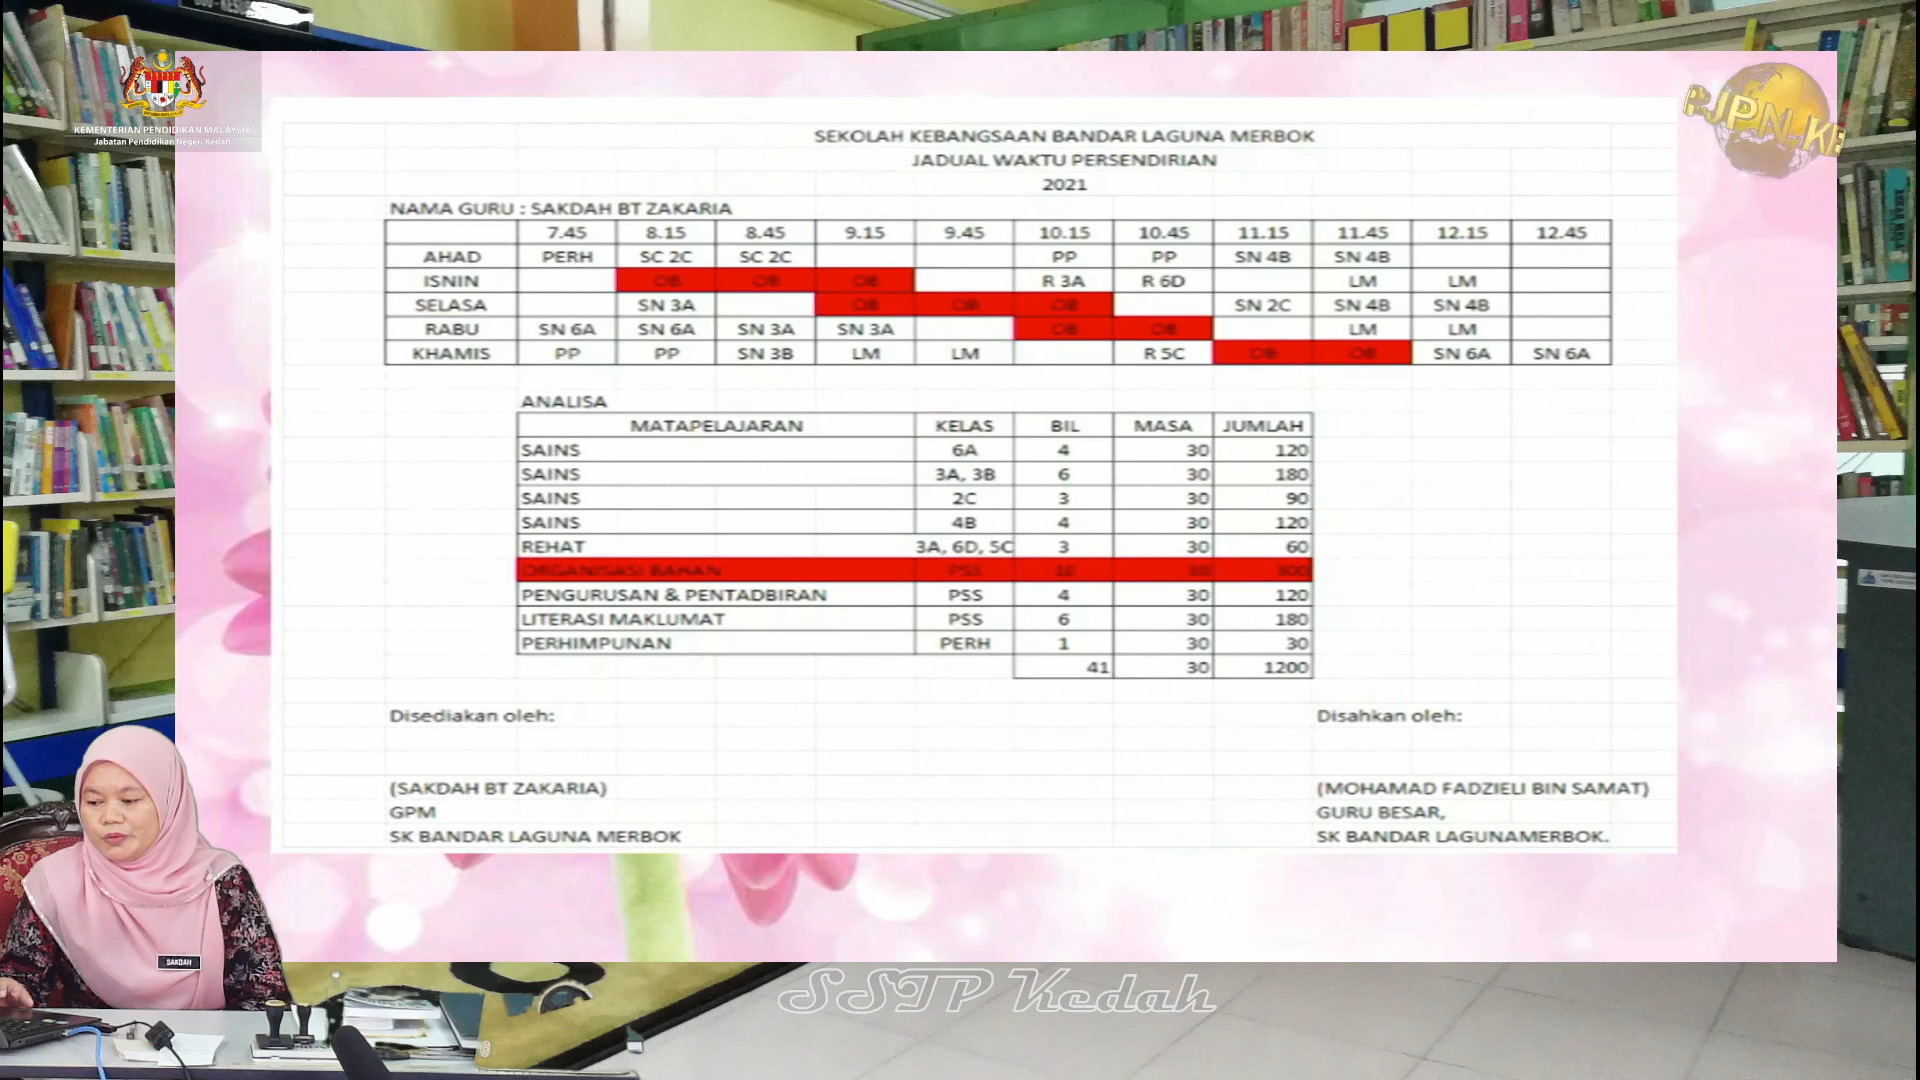 KEMENTERIAN PENDIDIKAN MALAYSIA
Jabatan Pendidikan Negeri Kedah
PJPN KE
SEKOLAH KEBANGSAAN BANDAR LAGUNA MERBOK
JADUAL WAKTU PERSENDIRIAN
2021
NAMA GURU : SAKDAH BT ZAKARIA
7.45 8.15 8.45 9.15 9.45 10.15 10.45 11.15 11.45 12.15 12.45
AHAD PERH SC 2C SC 2C PP PP SN 4B SN 4B
ISNIN OB OB OB R 3A R 6D LM LM
SELASA SN 3A OB OB OB SN 2C SN 4B SN 4B
RABU SN 6A SN 6A SN 3A SN 3A OB OB LM LM
KHAMIS PP PP SN 3B LM LM R 5C OB OB SN 6A SN 6A
ANALISA
MATAPELAJARAN KELAS BIL MASA JUMLAH
SAINS 6A 4 30 120
SAINS 3A, 3B 6 30 180
SAINS 2C 3 30 90
SAINS 4B 4 30 120
REHAT 3A, 6D, 5C 3 30 60
ORGANISASI BAHAN PSS 10 30 300
PENGURUSAN & PENTADBIRAN PSS 4 30 120
LITERASI MAKLUMAT PSS 6 30 180
PERHIMPUNAN PERH 1 30 30
41 30 1200
Disediakan oleh: Disahkan oleh:
(SAKDAH BT ZAKARIA) (MOHAMAD FADZIELI BIN SAMAT)
GPM GURU BESAR,
SK BANDAR LAGUNA MERBOK SK BANDAR LAGUNAMERBOK.
SAKDAH
SSTP Kedah